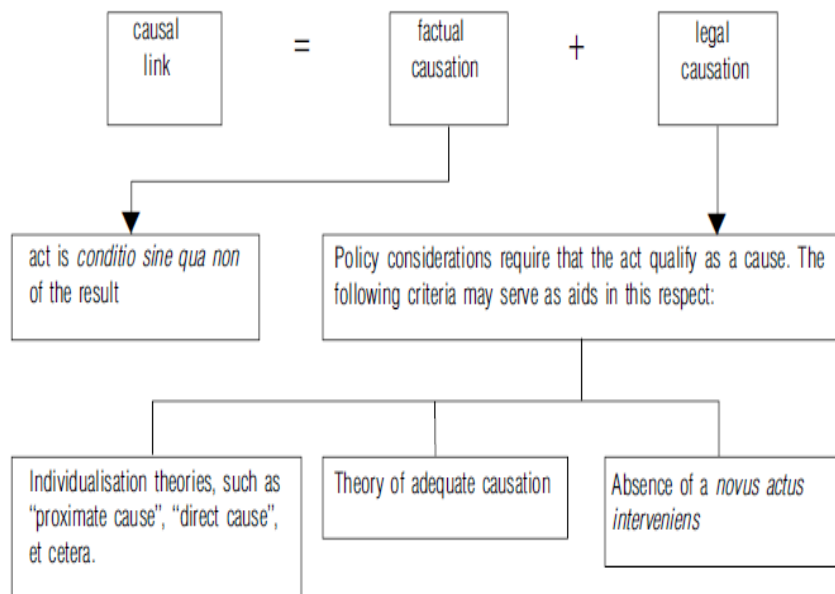 causal
link
=
factual
causation
+
legal
causation
act is conditio sine qua non
of the result
Policy considerations require that the act qualify as a cause. The
following criteria may serve as aids in this respect:
Individualisation theories, such as
“proximate cause”, “direct cause”,
et cetera.
Theory of adequate causation
Absence of a novus actus
interveniens